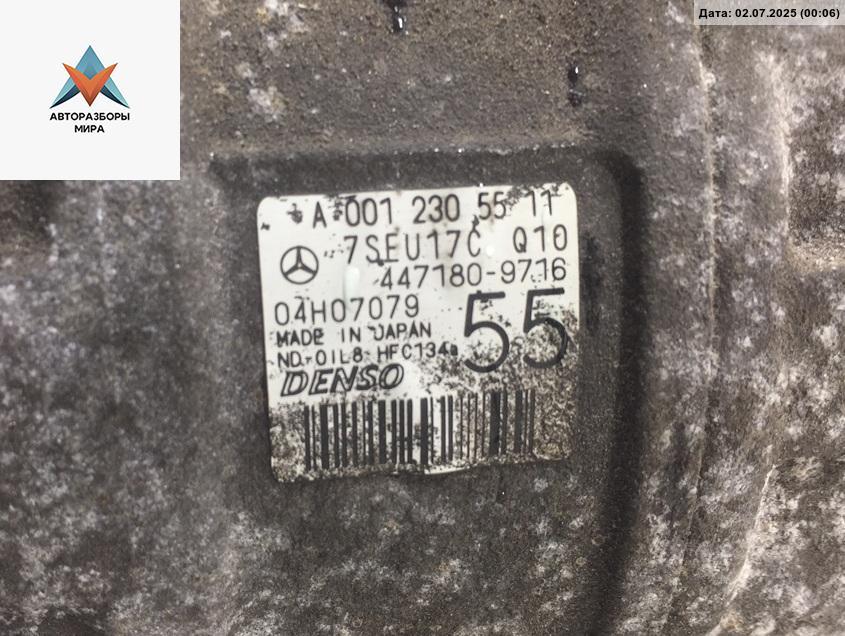 Дата: 02.07.2025 (00:06)
АВТОРАЗБОРЫ
МИРА
A 001 230 55 11
7SEU17C Q10
447180-9716
04H07079
55
MADE IN JAPAN
ND-OIL8 HFC134a
DENSO